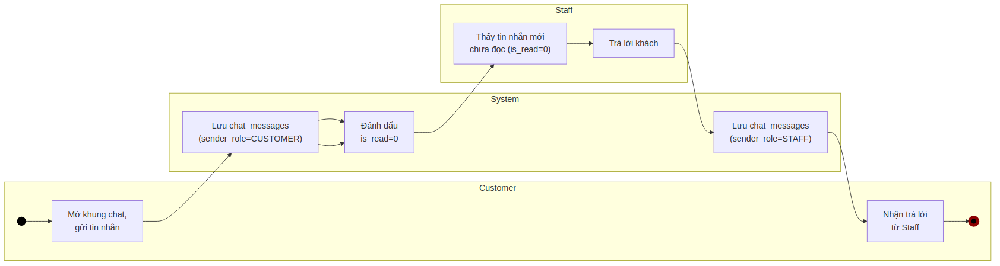 Staff
Thấy tin nhắn mới
chưa đọc (is_read=0)
Trả lời khách
System
Lưu chat_messages
(sender_role=CUSTOMER)
Đánh dấu
is_read=0
Lưu chat_messages
(sender_role=STAFF)
Customer
Mở khung chat,
gửi tin nhắn
Nhận trả lời
từ Staff